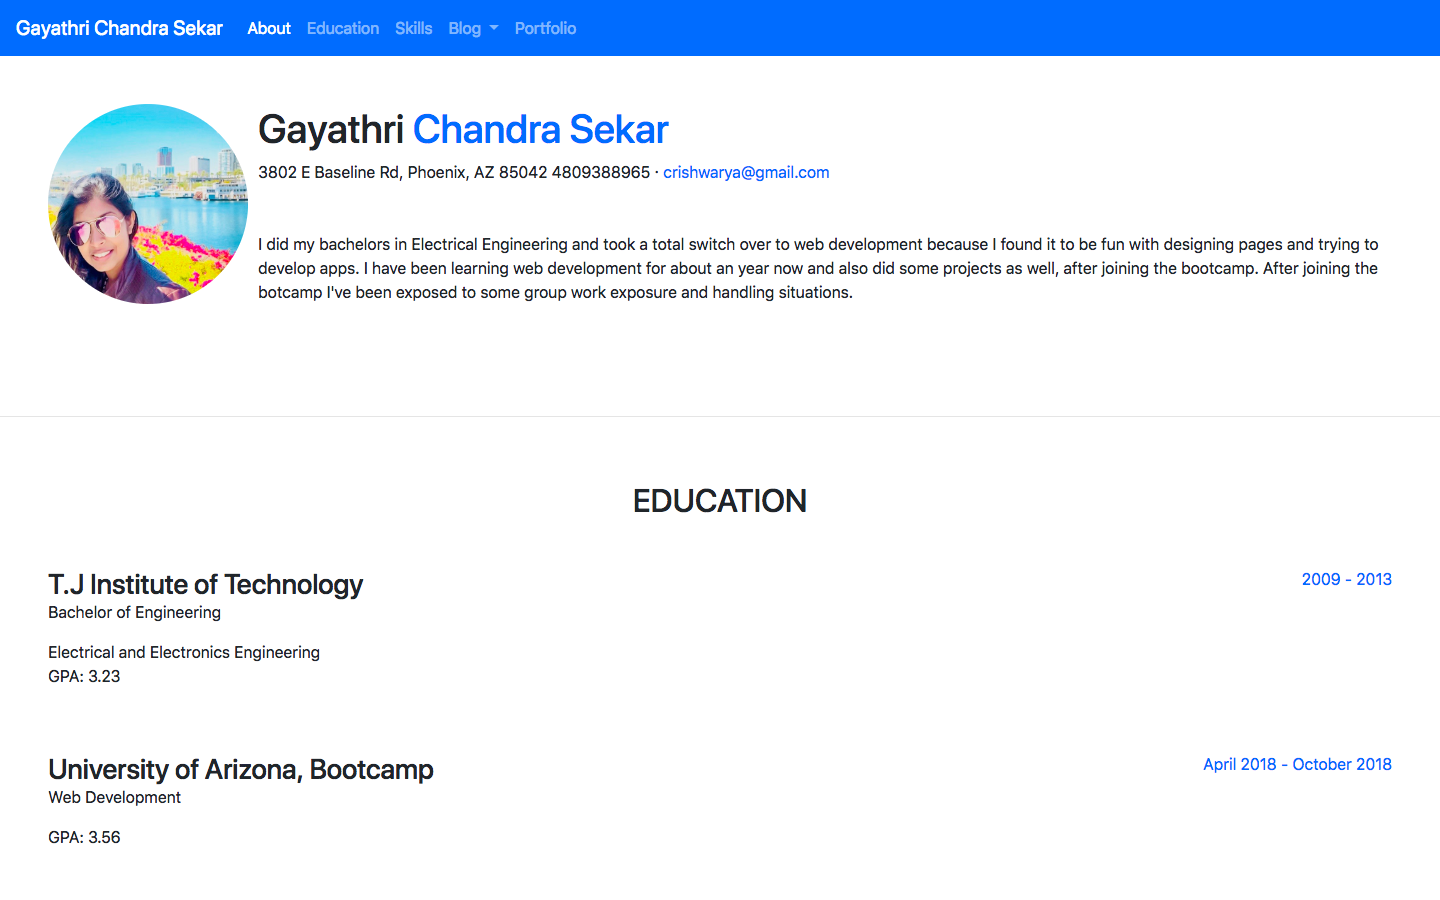 Gayathri Chandra Sekar About Education Skills Blog Portfolio
Gayathri Chandra Sekar
3802 E Baseline Rd, Phoenix, AZ 85042 4809388965 · crishwarya@gmail.com
I did my bachelors in Electrical Engineering and took a total switch over to web development because I found it to be fun with designing pages and trying to
develop apps. I have been learning web development for about an year now and also did some projects as well, after joining the bootcamp. After joining the
botcamp I've been exposed to some group work exposure and handling situations.
EDUCATION
T.J Institute of Technology
2009 - 2013
Bachelor of Engineering
Electrical and Electronics Engineering
GPA: 3.23
University of Arizona, Bootcamp
April 2018 - October 2018
Web Development
GPA: 3.56